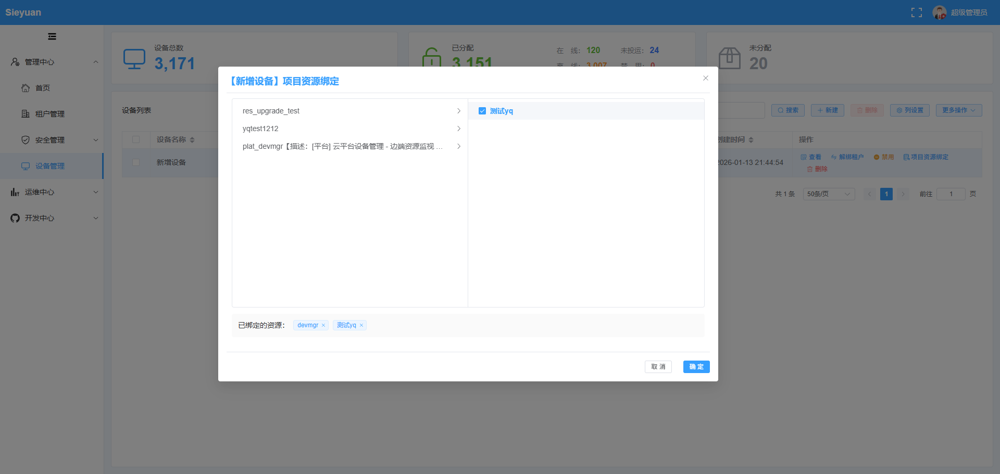 Sieyuan
超级管理员
管理中心
首页
租户管理
安全管理
设备管理
运维中心
开发中心
设备总数
3,171
已分配
3,151
在 线： 120
未投运： 24
离 线： 3,007
禁 用： 0
未分配
20
设备列表
搜索
新建
删除
列设置
更多操作
设备名称
创建时间
操作
新增设备
2026-01-13 21:44:54
查看
解绑租户
禁用
项目资源绑定
删除
共 1 条
50条/页
1
前往
1
页
【新增设备】项目资源绑定
res_upgrade_test
yqtest1212
plat_devmgr【描述：[平台] 云平台设备管理 - 边端资源监视 ...
测试yq
已绑定的资源：
devmgr
测试yq
取 消
确 定